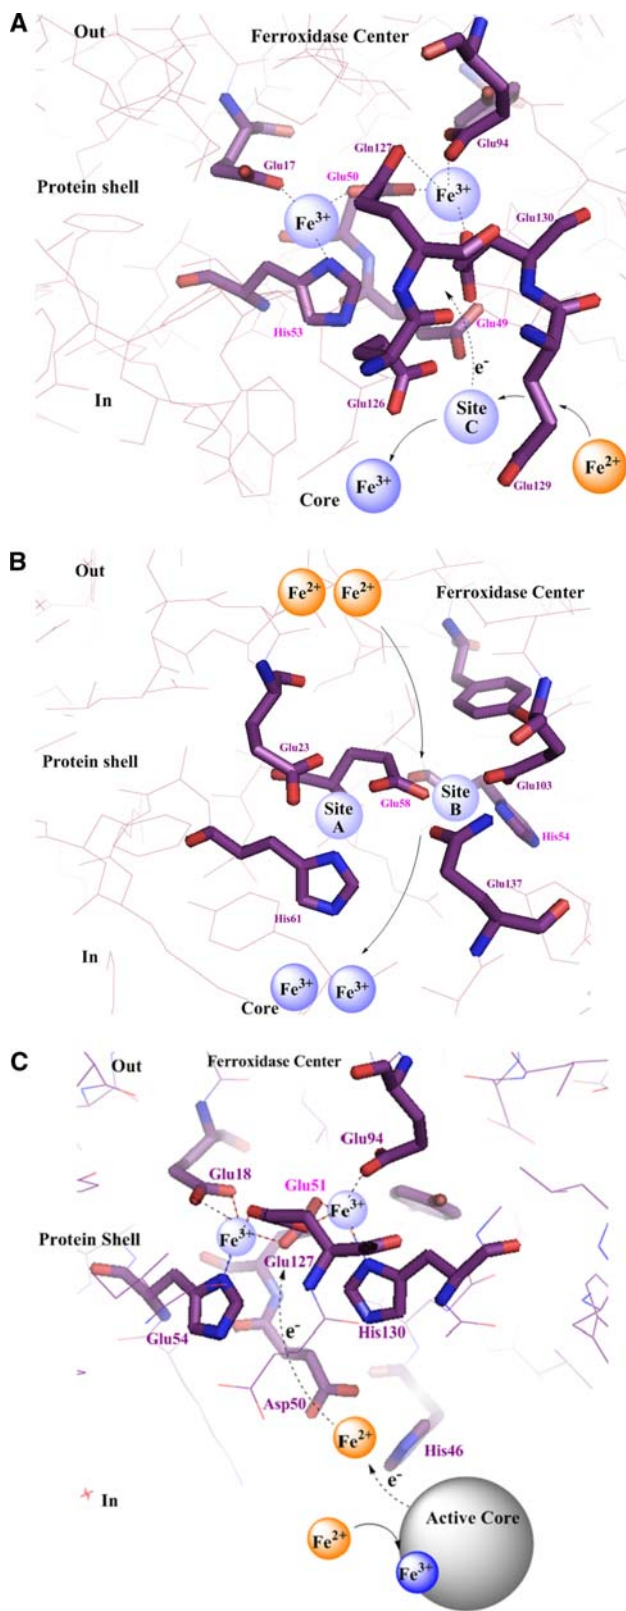 A
Out
Ferroxidase Center
Gln127
Glu94
Glu17
Glu50
Protein shell
Fe3+
Fe3+
Glu130
His53
Glu49
e-
In
Glu126
Site
C
Fe2+
Core
Fe3+
Glu129
B
Out
Fe2+
Fe2+
Ferroxidase Center
Protein shell
Glu23
Glu58
Site
A
Site
B
Glu103
His54
His61
Glu137
In
Core
Fe3+
Fe3+
C
Out
Ferroxidase Center
Glu94
Glu18
Glu51
Fe3+
Fe3+
Protein Shell
Glu127
Glu54
e-
His130
Asp50
Fe2+
His46
e-
In
Active Core
Fe2+
Fe3+